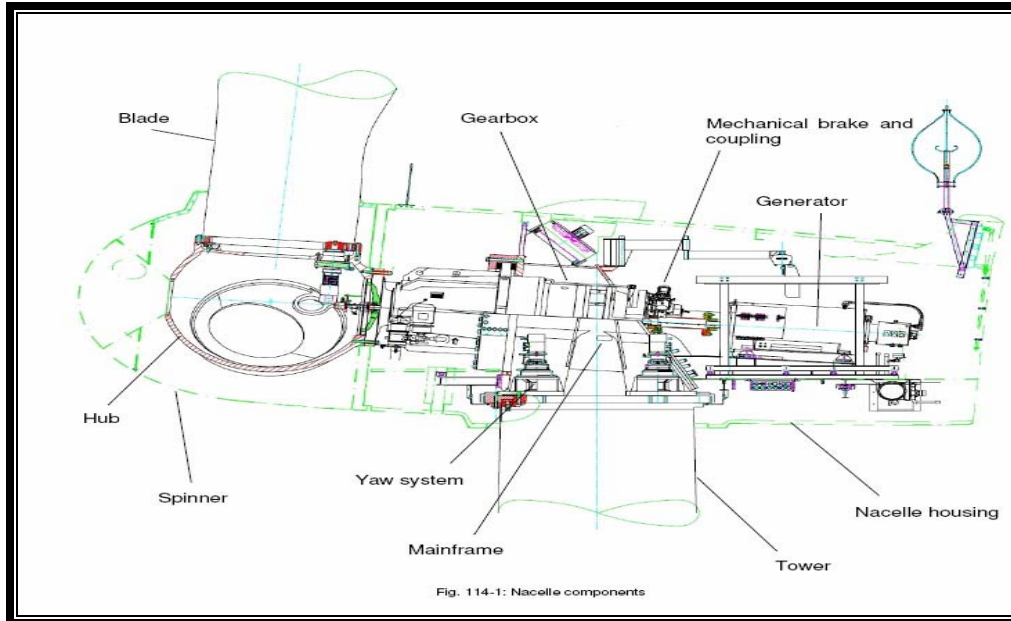 Blade
Gearbox
Mechanical brake and
coupling
Generator
Hub
Spinner
Yaw system
Mainframe
Nacelle housing
Tower
Fig. 114-1: Nacelle components